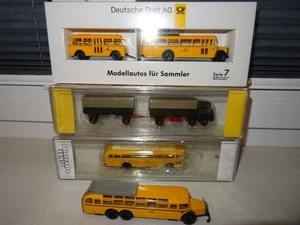 Deutsche Post AG
Modellautos für Sammler
Serie 7